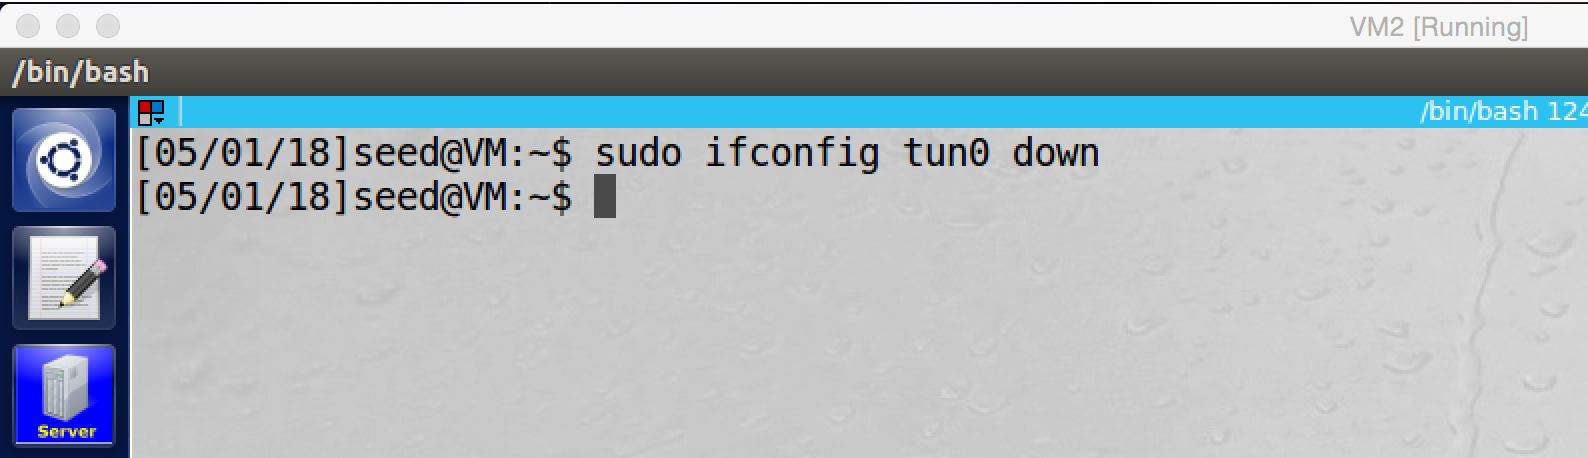 VM2 [Running]
/bin/bash
/bin/bash 124
[05/01/18]seed@VM:~$ sudo ifconfig tun0 down
[05/01/18]seed@VM:~$
Server